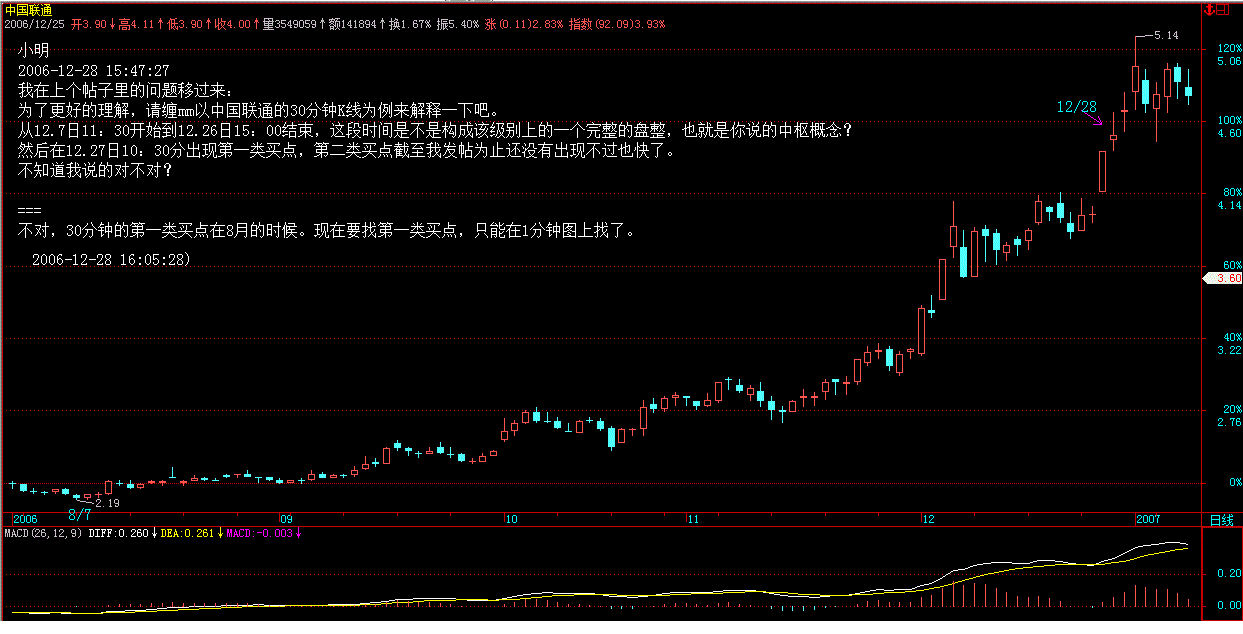 中国联通
2006/12/25 开3.90↓高4.11↑低3.90↑收4.00↑量3549059↑额141894↑换1.67% 振5.40% 涨(0.11)2.83% 指数(92.09)3.93%
小明
2006-12-28 15:47:27
我在上个帖子里的问题移过来:
为了更好的理解，请缠mm以中国联通的30分钟K线为例来解释一下吧。
从12.7日11：30开始到12.26日15：00结束，这段时间是不是构成该级别上的一个完整的盘整，也就是你说的中枢概念？
然后在12.27日10：30分出现第一类买点，第二类买点截至我发帖为止还没有出现不过也快了。
不知道我说的对不对？
===
不对，30分钟的第一类买点在8月的时候。现在要找第一类买点，只能在1分钟图上找了。
2006-12-28 16:05:28)
5.14
12/28
120%
5.06
100%
4.60
80%
4.14
60%
3.60
40%
3.22
20%
2.76
0%
2.19
8/7
2006
09
10
11
12
2007
日线
MACD(26,12,9) DIFF:0.260↓DEA:0.261↓MACD:-0.003↓
0.20
0.00